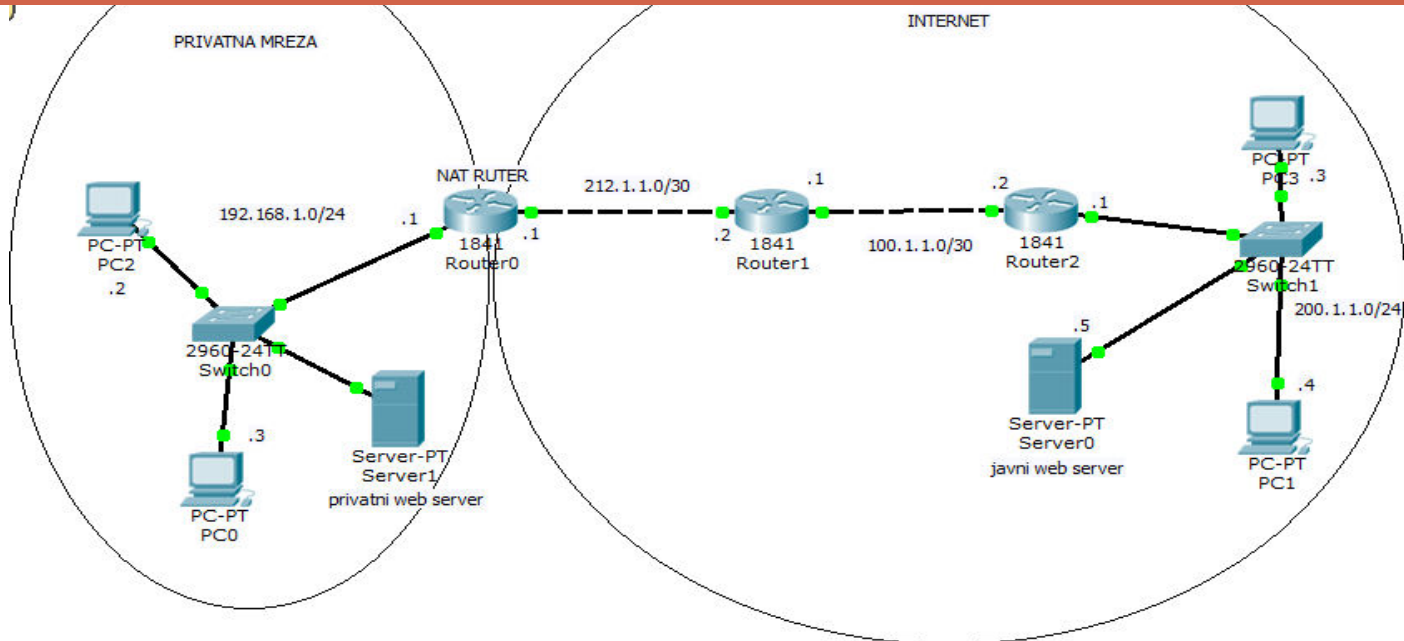 PRIVATNA MREZA
INTERNET
NAT RUTER
192.168.1.0/24
.1
.1
1841
Router0
212.1.1.0/30
.2
.1
1841
Router1
100.1.1.0/30
.2
.1
1841
Router2
PC-PT
PC3
.3
2960-24TT
Switch1
200.1.1.0/24
PC-PT
PC2
.2
2960-24TT
Switch0
.3
PC-PT
PC0
Server-PT
Server1
privatni web server
.5
Server-PT
Server0
javni web server
.4
PC-PT
PC1